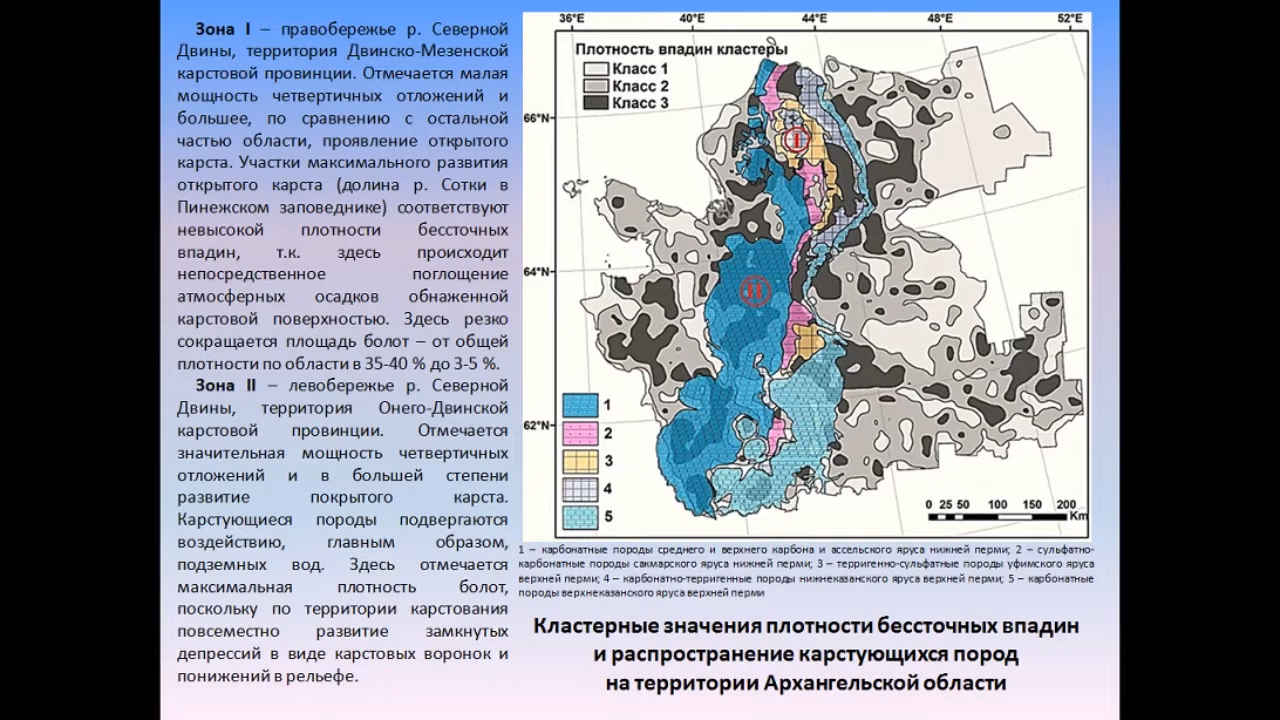 Зона I – правобережье р. Северной
Двины, территория Двинско-Мезенской
карстовой провинции. Отмечается малая
мощность четвертичных отложений и
большее, по сравнению с остальной
частью области, проявление открытого
карста. Участки максимального развития
открытого карста (долина р. Сотки в
Пинежском заповеднике) соответствуют
невысокой плотности бессточных
впадин, т.к. здесь происходит
непосредственное поглощение
атмосферных осадков обнаженной
карстовой поверхностью. Здесь резко
сокращается площадь болот – от общей
плотности по области в 35-40 % до 3-5 %.
Зона II – левобережье р. Северной
Двины, территория Онего-Двинской
карстовой провинции. Отмечается
значительная мощность четвертичных
отложений и в большей степени
развитие покрытого карста.
Карстующиеся породы подвергаются
воздействию, главным образом,
подземных вод. Здесь отмечается
максимальная плотность болот,
поскольку по территории карстования
повсеместно развитие замкнутых
депрессий в виде карстовых воронок и
понижений в рельефе.
36°E 40°E 44°E 48°E 52°E
Плотность впадин кластеры
Класс 1
Класс 2
Класс 3
66°N
64°N
62°N
I
II
1
2
3
4
5
0 25 50 100 150 200
Km
1 – карбонатные породы среднего и верхнего карбона и ассельского яруса нижней перми; 2 – сульфатно-
карбонатные породы сакмарского яруса нижней перми; 3 – терригенно-сульфатные породы уфимского яруса
верхней перми; 4 – карбонатно-терригенные породы нижнеказанского яруса верхней перми; 5 – карбонатные
породы верхнеказанского яруса верхней перми
Кластерные значения плотности бессточных впадин
и распространение карстующихся пород
на территории Архангельской области